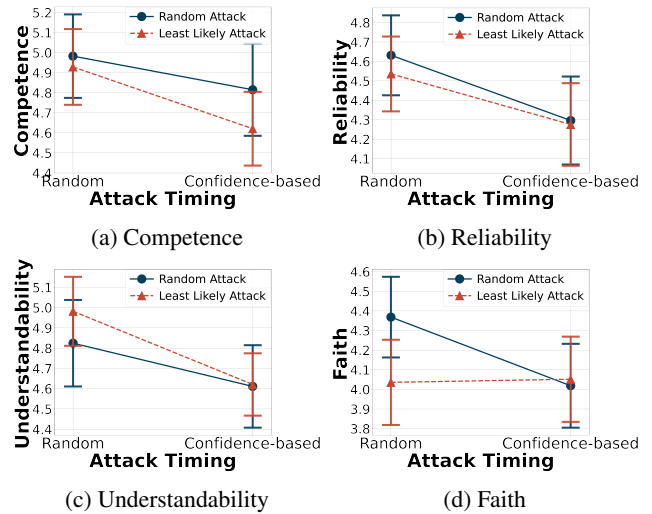 Competence
5.2
5.1
5.0
4.9
4.8
4.7
4.6
4.5
4.4
Random Attack
Least Likely Attack
Random
Confidence-based
Attack Timing
(a) Competence
Reliability
4.8
4.7
4.6
4.5
4.4
4.3
4.2
4.1
Random Attack
Least Likely Attack
Random
Confidence-based
Attack Timing
(b) Reliability
Understandability
5.1
5.0
4.9
4.8
4.7
4.6
4.5
4.4
Random Attack
Least Likely Attack
Random
Confidence-based
Attack Timing
(c) Understandability
Faith
4.6
4.5
4.4
4.3
4.2
4.1
4.0
3.9
3.8
Random Attack
Least Likely Attack
Random
Confidence-based
Attack Timing
(d) Faith